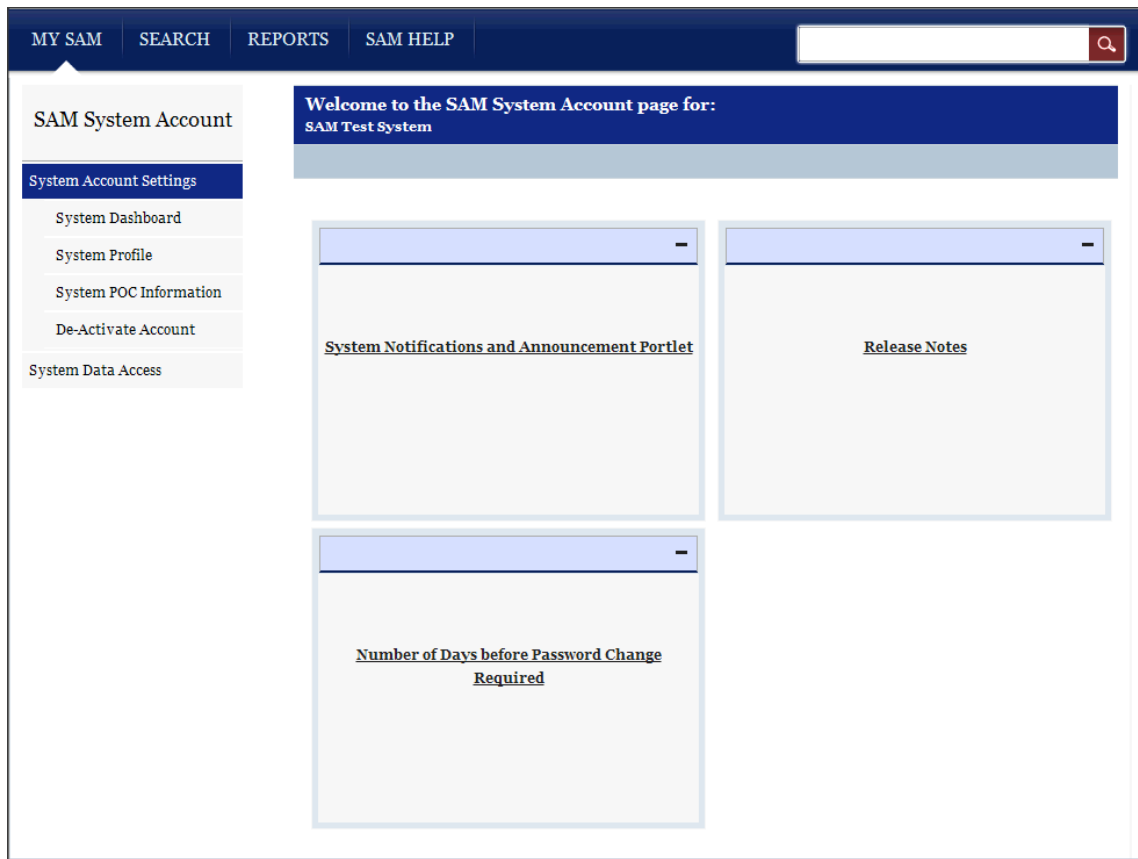 MY SAM SEARCH REPORTS SAM HELP
SAM System Account
System Account Settings
System Dashboard
System Profile
System POC Information
De-Activate Account
System Data Access
Welcome to the SAM System Account page for:
SAM Test System
System Notifications and Announcement Portlet
Release Notes
Number of Days before Password Change
Required